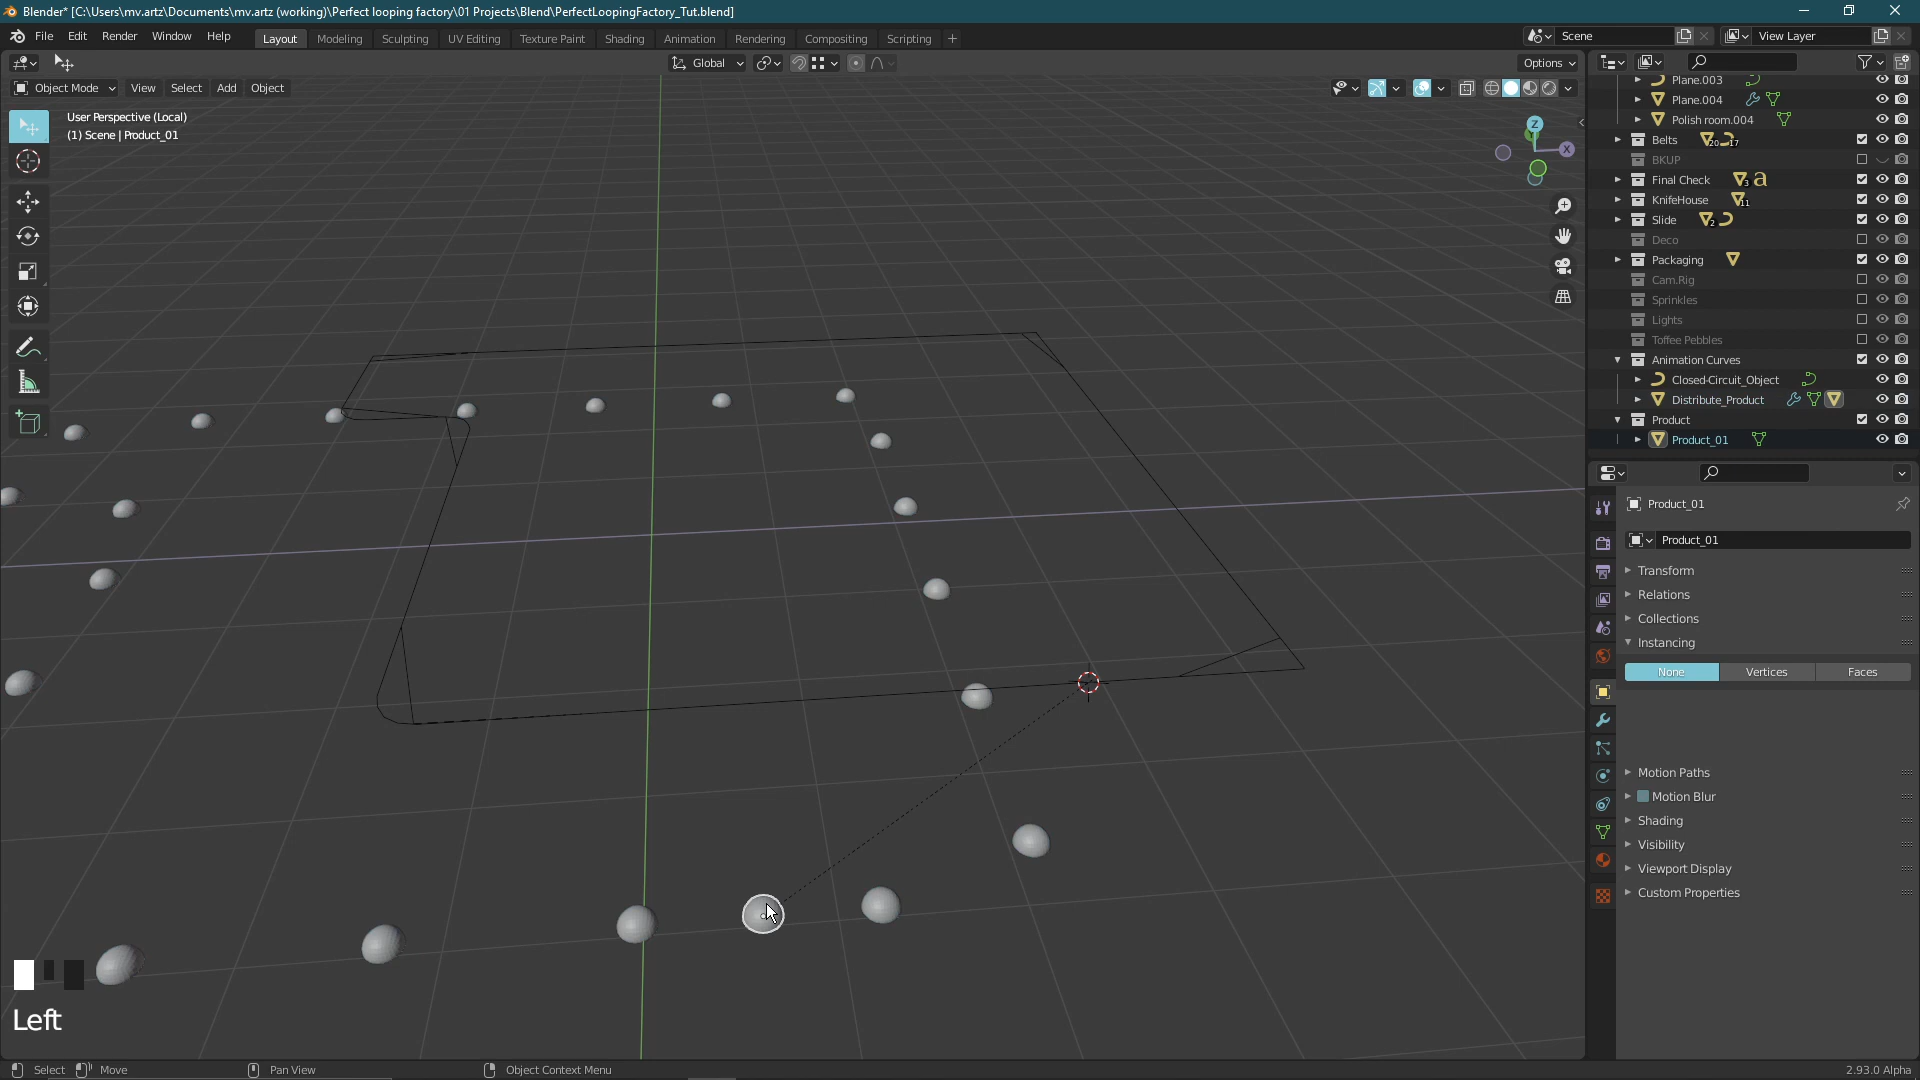 Blender* [C:\Users\mv.artz\Documents\mv.artz (working)\Perfect looping factory\01 Projects\Blend\PerfectLoopingFactory_Tut.blend]
File Edit Render Window Help Layout Modeling Sculpting UV Editing Texture Paint Shading Animation Rendering Compositing Scripting Scene View Layer
Global Options
Object Mode View Select Add Object
User Perspective (Local)
(1) Scene | Product_01
Z
X
Plane.003
Plane.004
Polish room.004
Belts 20 17
BKUP
Final Check 3 a
KnifeHouse 11
Slide 2
Deco
Packaging
Cam.Rig
Sprinkles
Lights
Toffee Pebbles
Animation Curves
Closed-Circuit_Object
Distribute_Product
Product
Product_01
Product_01
Product_01
Transform
Relations
Collections
Instancing
None Vertices Faces
Motion Paths
Motion Blur
Shading
Visibility
Viewport Display
Custom Properties
Left
Select Move Pan View Object Context Menu 2.93.0 Alpha